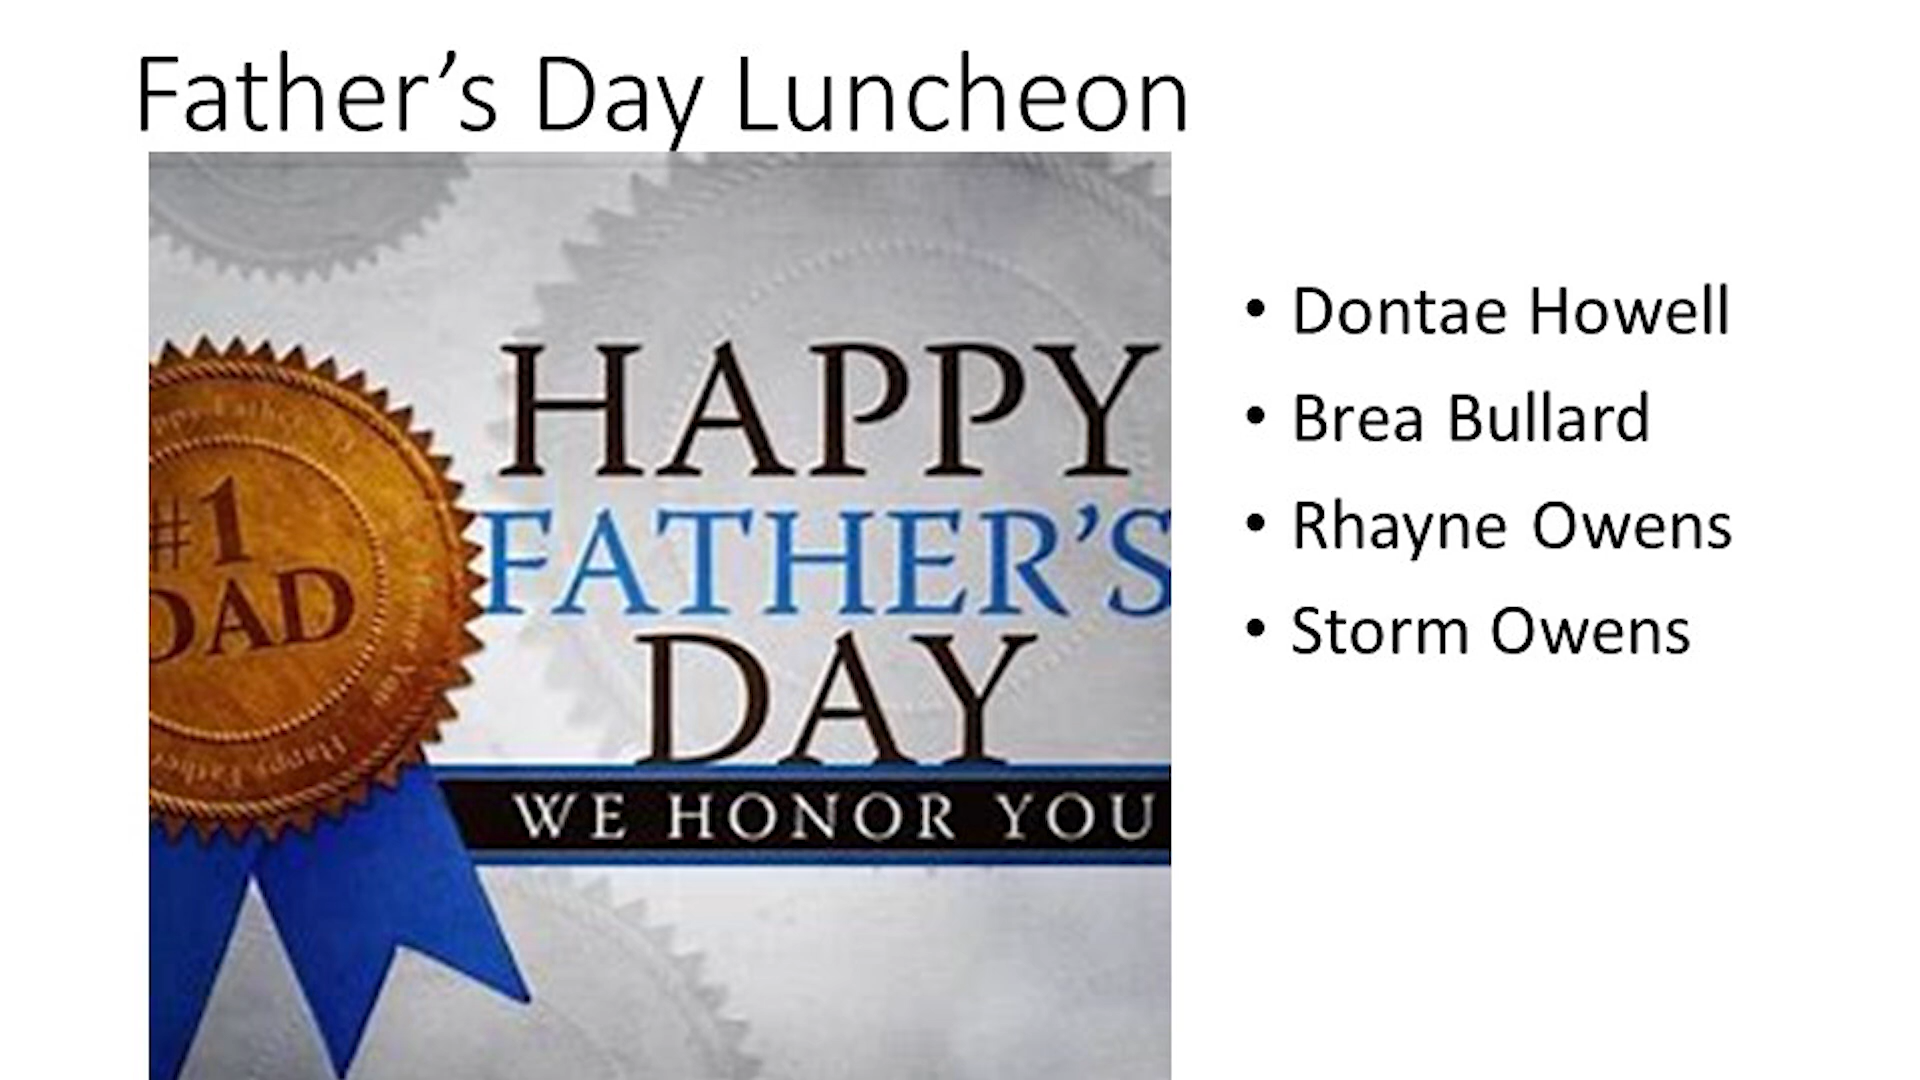 Father’s Day Luncheon
#1
DAD
HAPPY
FATHER'S
DAY
WE HONOR YOU
• Dontae Howell
• Brea Bullard
• Rhayne Owens
• Storm Owens